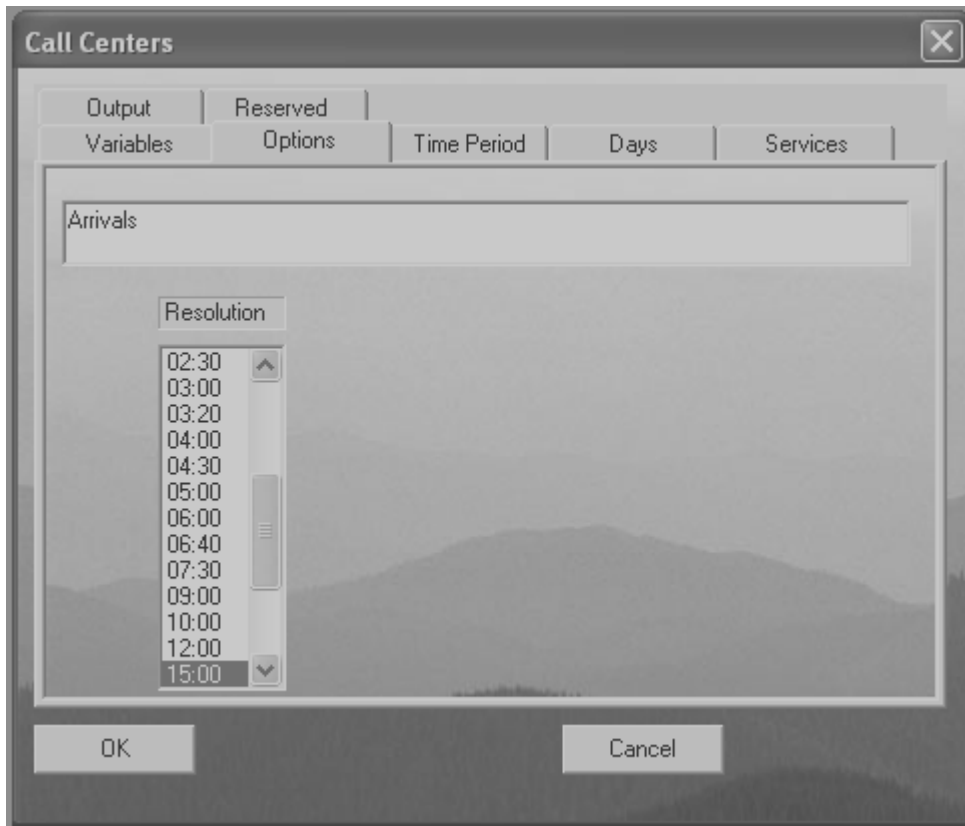 Call Centers
Output Reserved
Variables Options Time Period Days Services
Arrivals
Resolution
02:30
03:00
03:20
04:00
04:30
05:00
06:00
06:40
07:30
09:00
10:00
12:00
15:00
OK Cancel